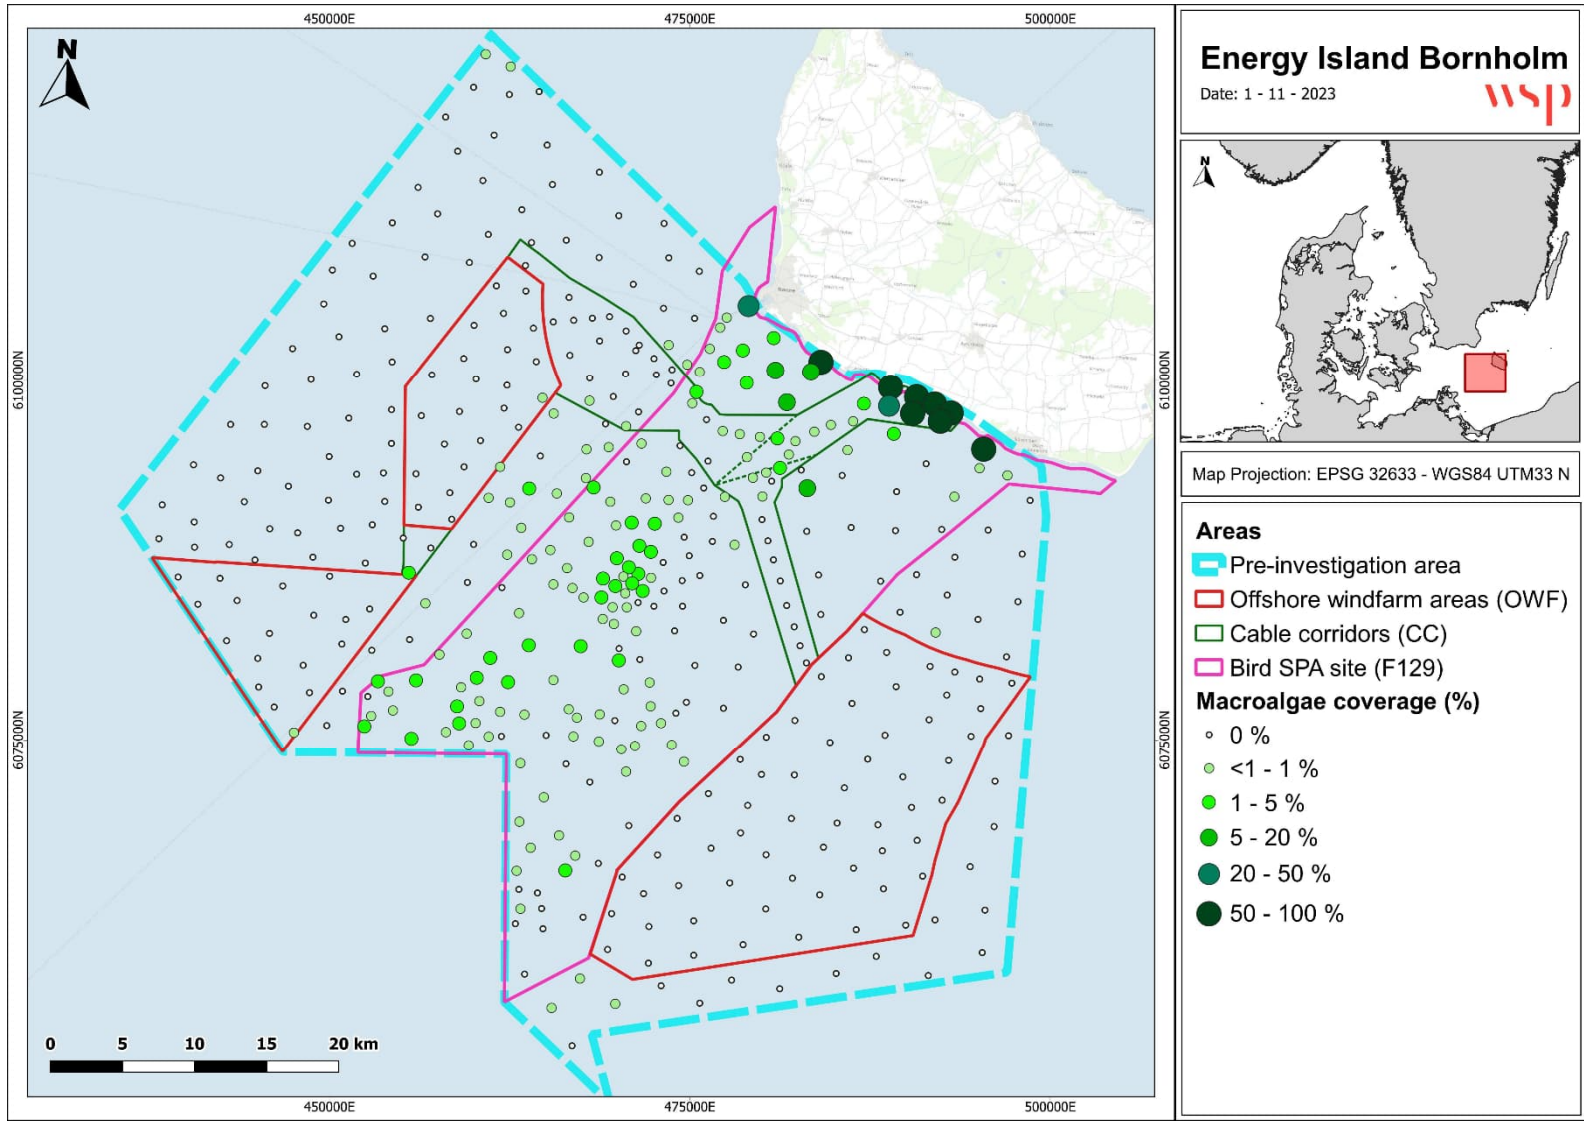 450000E
475000E
500000E
N
6100000N
6100000N
6075000N
6075000N
0 5 10 15 20 km
450000E
475000E
500000E
Energy Island Bornholm
Date: 1 - 11 - 2023
wsp
N
Map Projection: EPSG 32633 - WGS84 UTM33 N
Areas
Pre-investigation area
Offshore windfarm areas (OWF)
Cable corridors (CC)
Bird SPA site (F129)
Macroalgae coverage (%)
0 %
<1 - 1 %
1 - 5 %
5 - 20 %
20 - 50 %
50 - 100 %